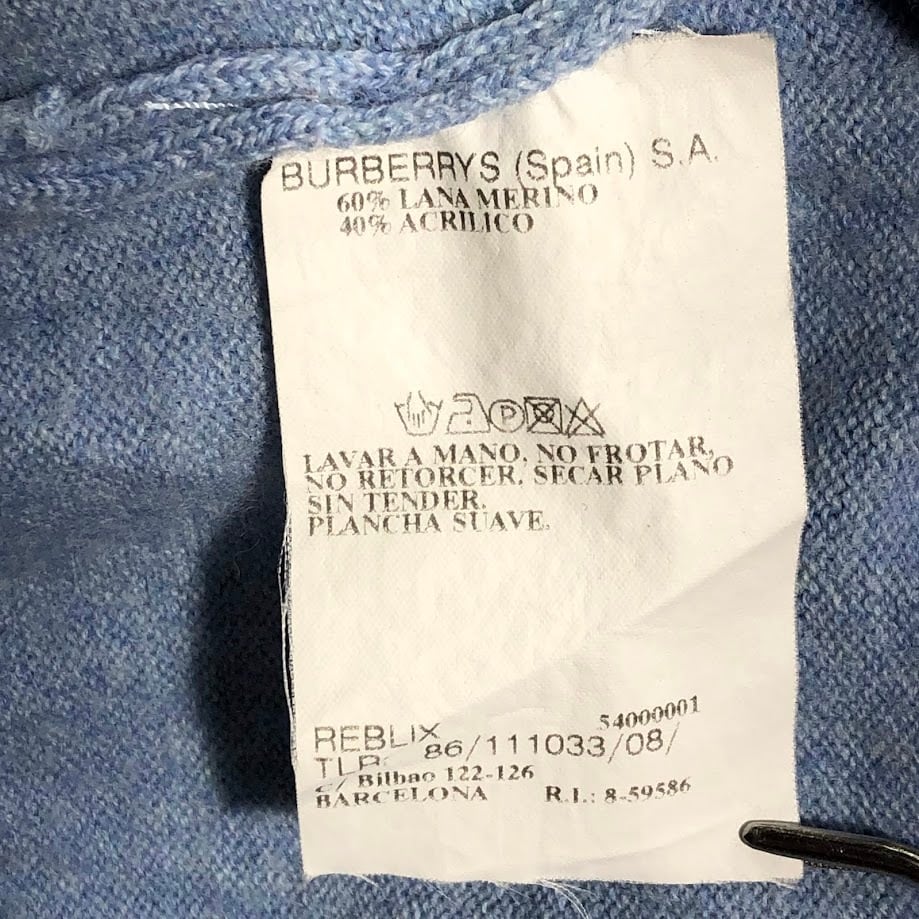 BURBERRYS (Spain) S.A.
60% LANA MERINO
40% ACRILICO
P
LAVAR A MANO. NO FROTAR,
NO RETORCER. SECAR PLANO
SIN TENDER.
PLANCHA SUAVE.
54000001
REBLIX
TLR: 86/111033/08/
c/ Bilbao 122-126
BARCELONA R.I.: 8-59586